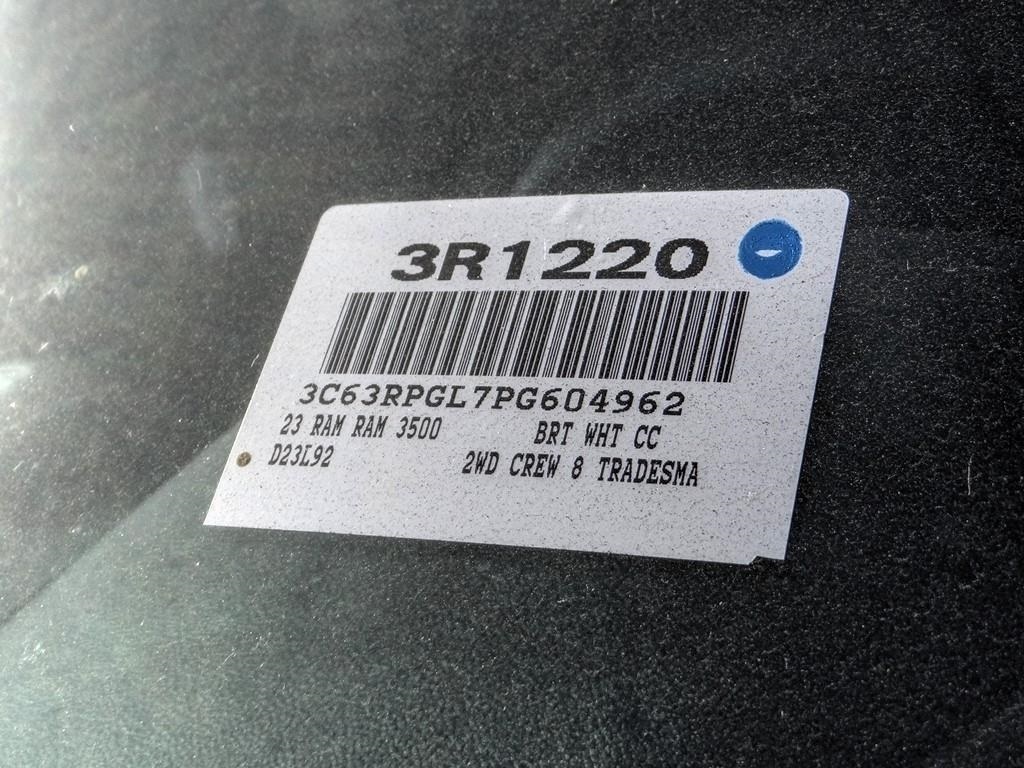 3R1220
3C63RPGL7PG604962
23 RAM RAM 3500 BRT WHT CC
D23L92 2WD CREW 8 TRADESMA